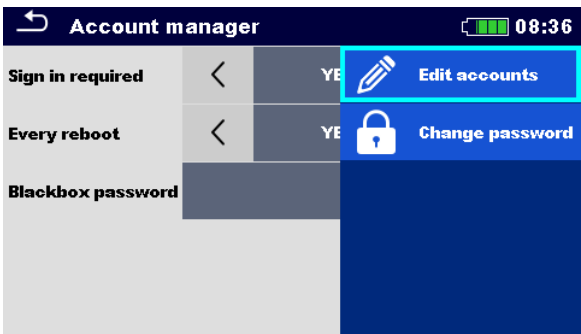 Account manager
08:36
Sign in required
YE
Edit accounts
Every reboot
YE
Change password
Blackbox password